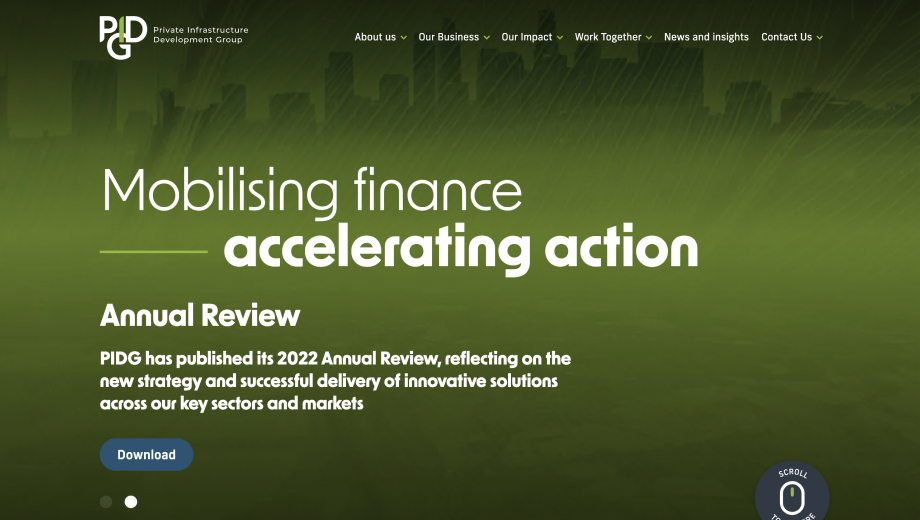 PIDG
Private Infrastructure
Development Group
About us
Our Business
Our Impact
Work Together
News and insights
Contact Us
Mobilising finance
accelerating action
Annual Review
PIDG has published its 2022 Annual Review, reflecting on the
new strategy and successful delivery of innovative solutions
across our key sectors and markets
Download
SCROLL